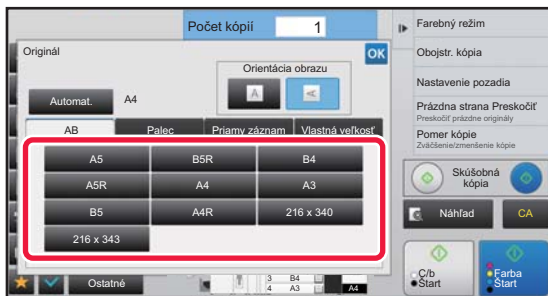 Počet kópií 1
Originál
OK
Orientácia obrazu
A A
Automat. A4
AB Palec Priamy záznam Vlastná veľkosť
A5 B5R B4
A5R A4 A3
B5 A4R 216 x 340
216 x 343
Ostatné
3 B4
4 A3
A4
Farebný režim
Obojstr. kópia
Nastavenie pozadia
Prázdna strana Preskočiť
Preskočiť prázdne originály
Pomer kópie
Zväčšenie/zmenšenie kópie
Skúšobná
kópia
Náhľad CA
Č/b
Štart
Farba
Štart